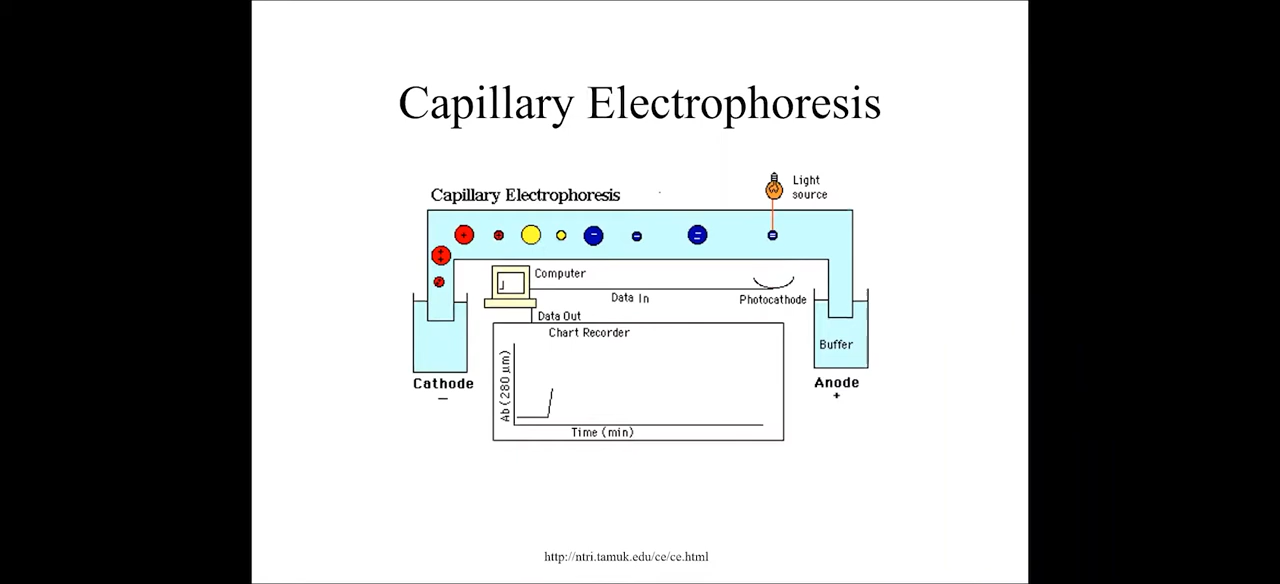 Capillary Electrophoresis
Capillary Electrophoresis
Light
source
Computer
Data In
Photocathode
Data Out
Chart Recorder
Ab (280 µm)
Time (min)
Buffer
Cathode
−
Anode
+
http://ntri.tamuk.edu/ce/ce.html